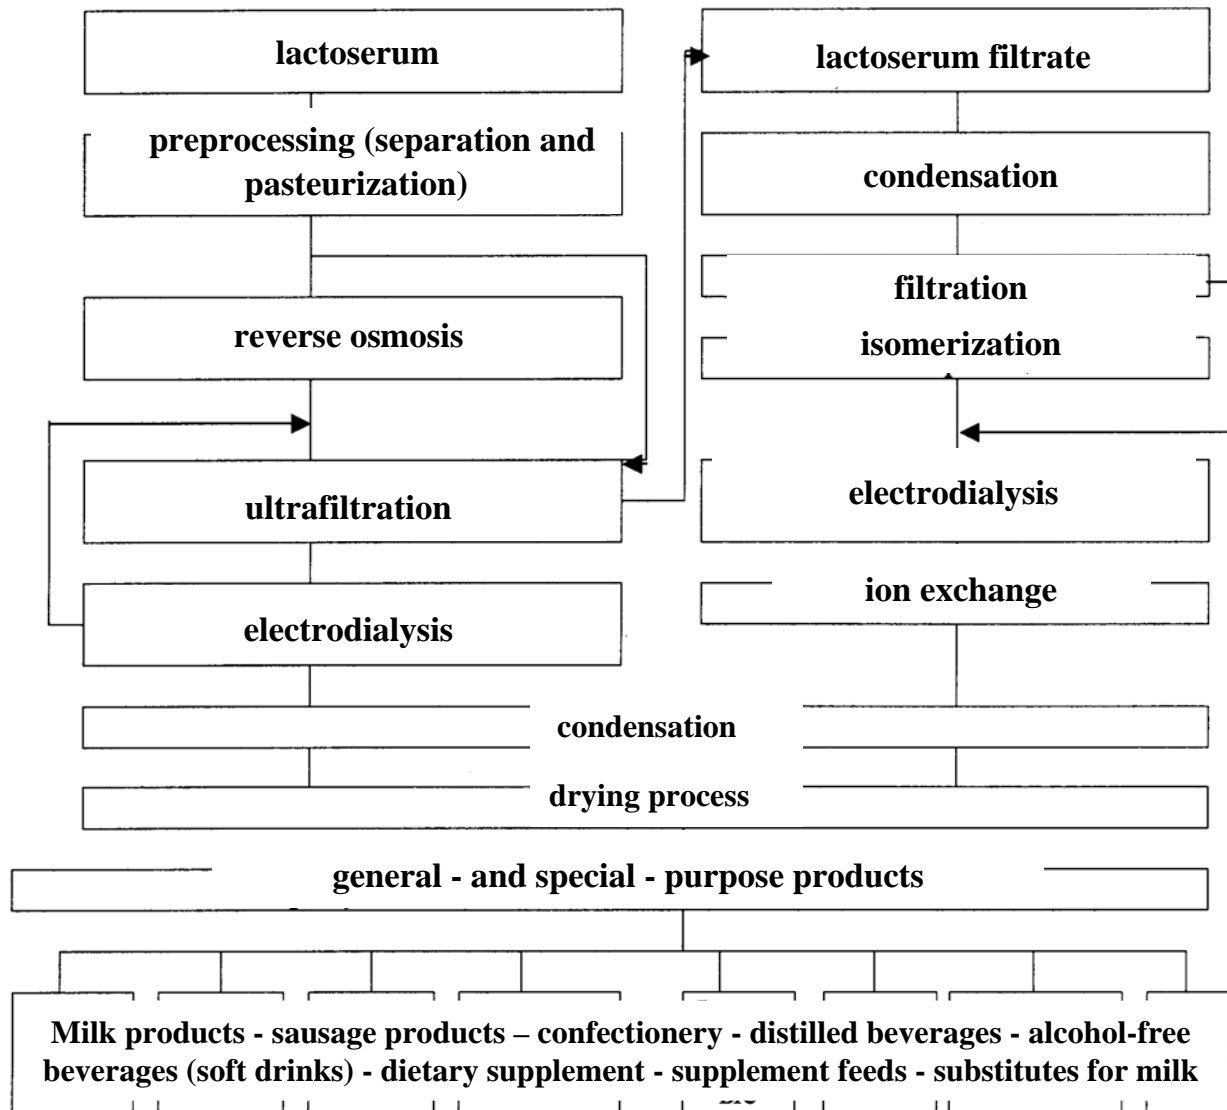 lactoserum
preprocessing (separation and
pasteurization)
reverse osmosis
ultrafiltration
electrodialysis
lactoserum filtrate
condensation
filtration
isomerization
electrodialysis
ion exchange
condensation
drying process
general - and special - purpose products
Milk products - sausage products – confectionery - distilled beverages - alcohol-free
beverages (soft drinks) - dietary supplement - supplement feeds - substitutes for milk